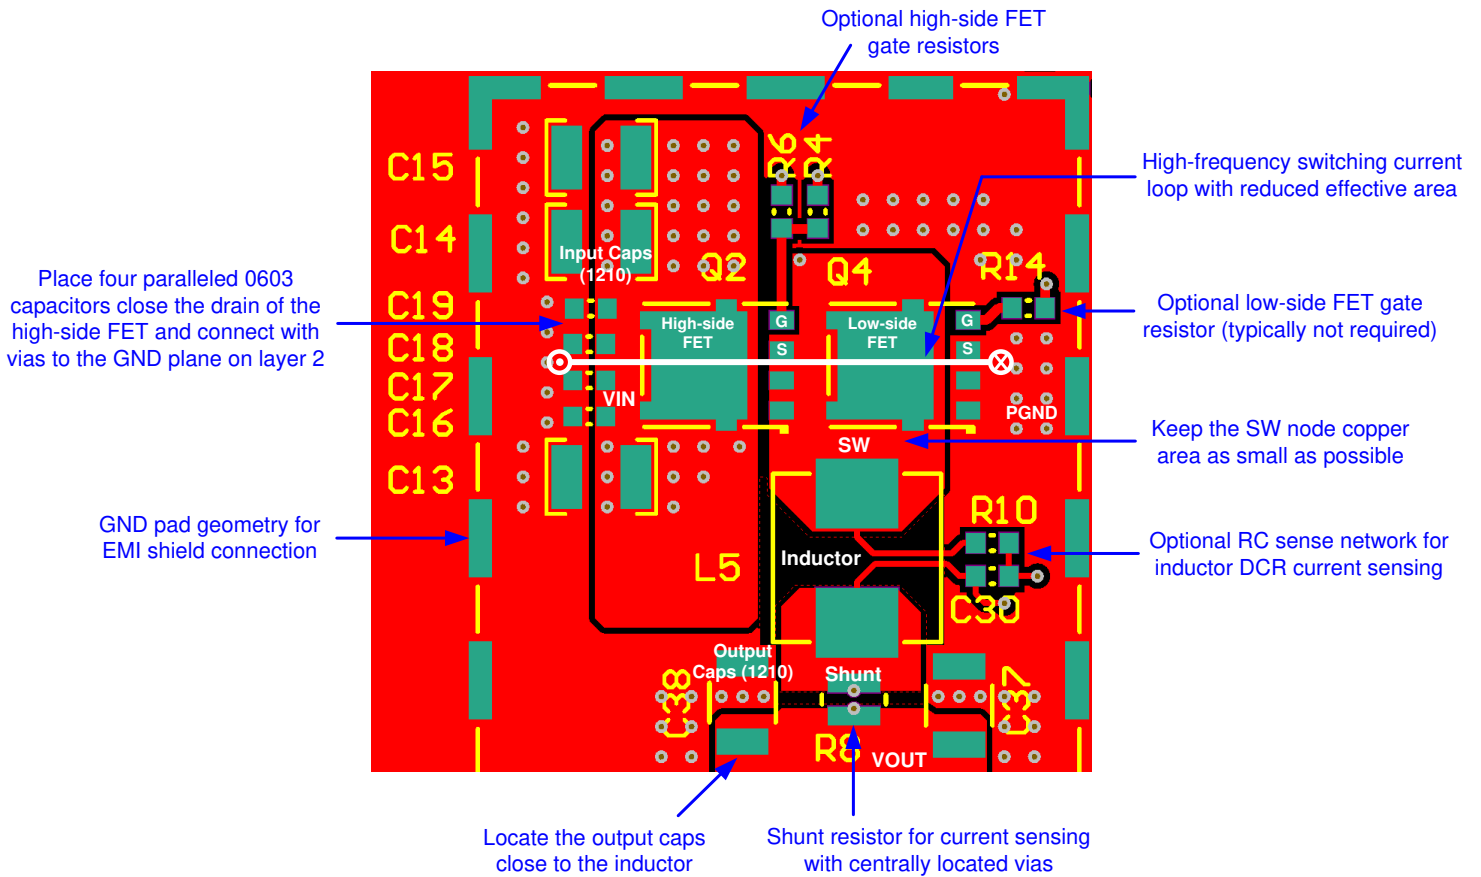 Optional high-side FET
gate resistors
R6
R4
C15
High-frequency switching current
loop with reduced effective area
C14
Input Caps
(1210)
Q2
Q4
R14
Place four paralleled 0603
capacitors close the drain of the
high-side FET and connect with
vias to the GND plane on layer 2
C19
C18
C17
C16
High-side
FET
G
S
Low-side
FET
G
S
Optional low-side FET gate
resistor (typically not required)
VIN
PGND
SW
Keep the SW node copper
area as small as possible
C13
R10
GND pad geometry for
EMI shield connection
L5
Inductor
Optional RC sense network for
inductor DCR current sensing
C30
Output
Caps (1210)
Shunt
C38
C37
R8
VOUT
Locate the output caps
close to the inductor
Shunt resistor for current sensing
with centrally located vias